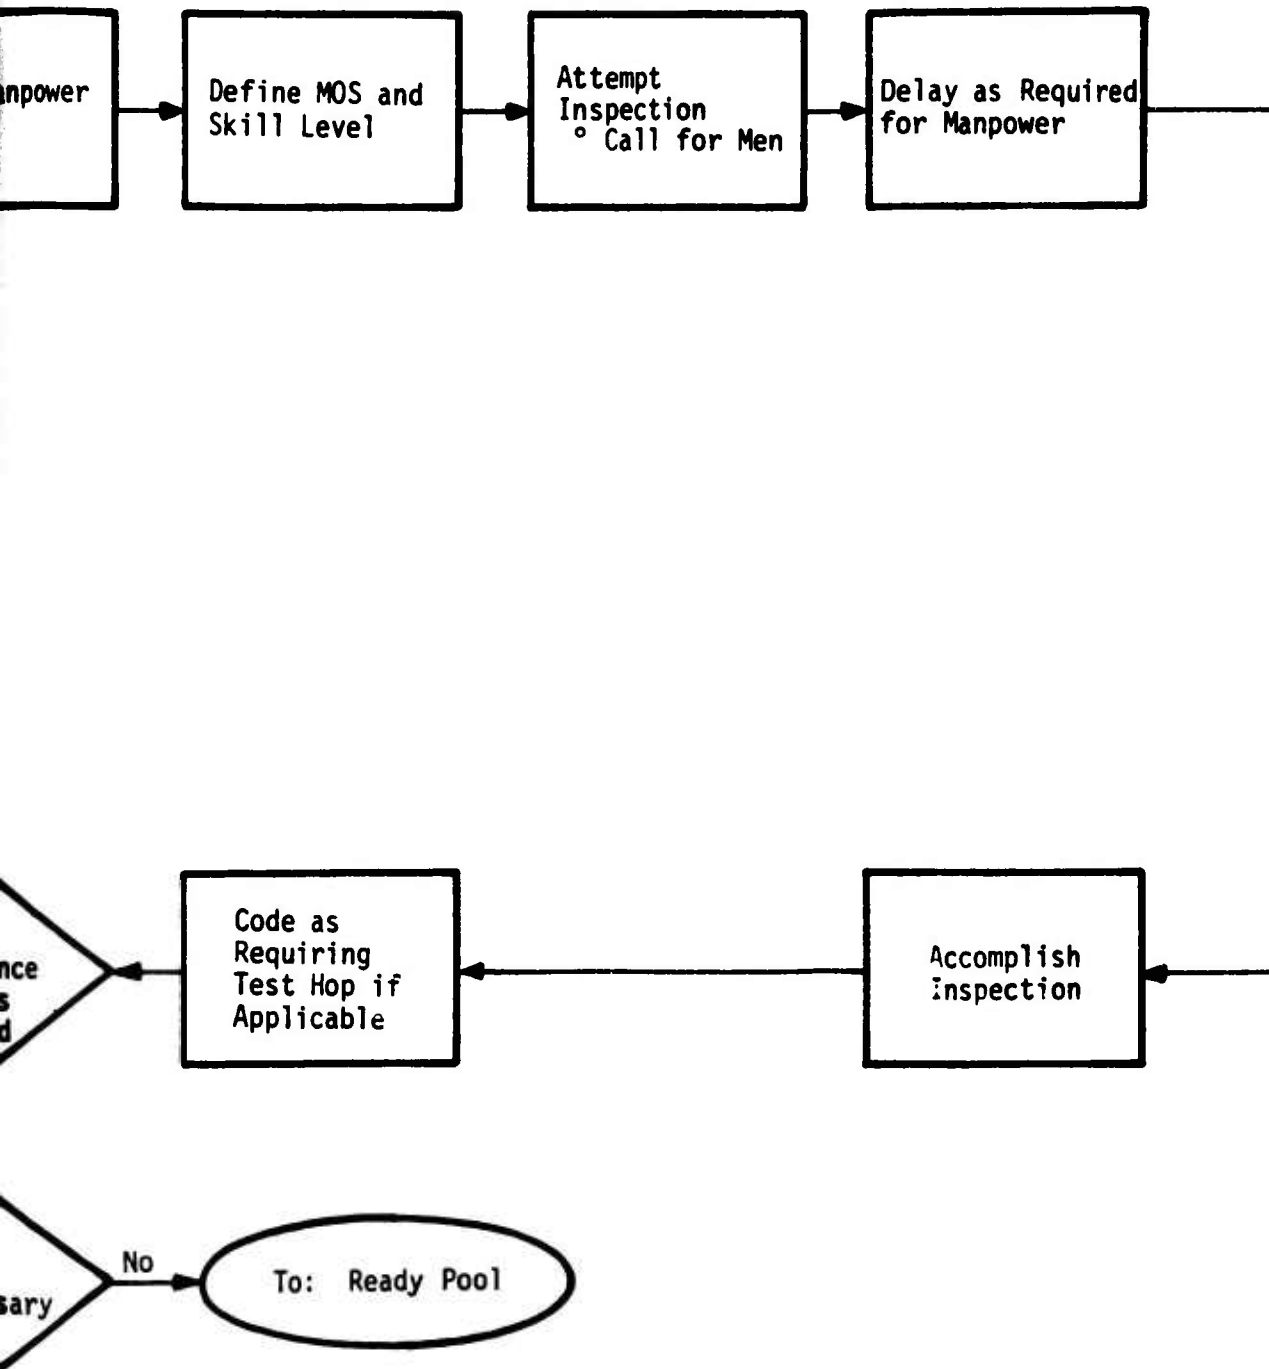 Define MOS and
Skill Level
Attempt
Inspection
° Call for Men
Delay as Required
for Manpower
Code as
Requiring
Test Hop if
Applicable
Accomplish
Inspection
No
To: Ready Pool